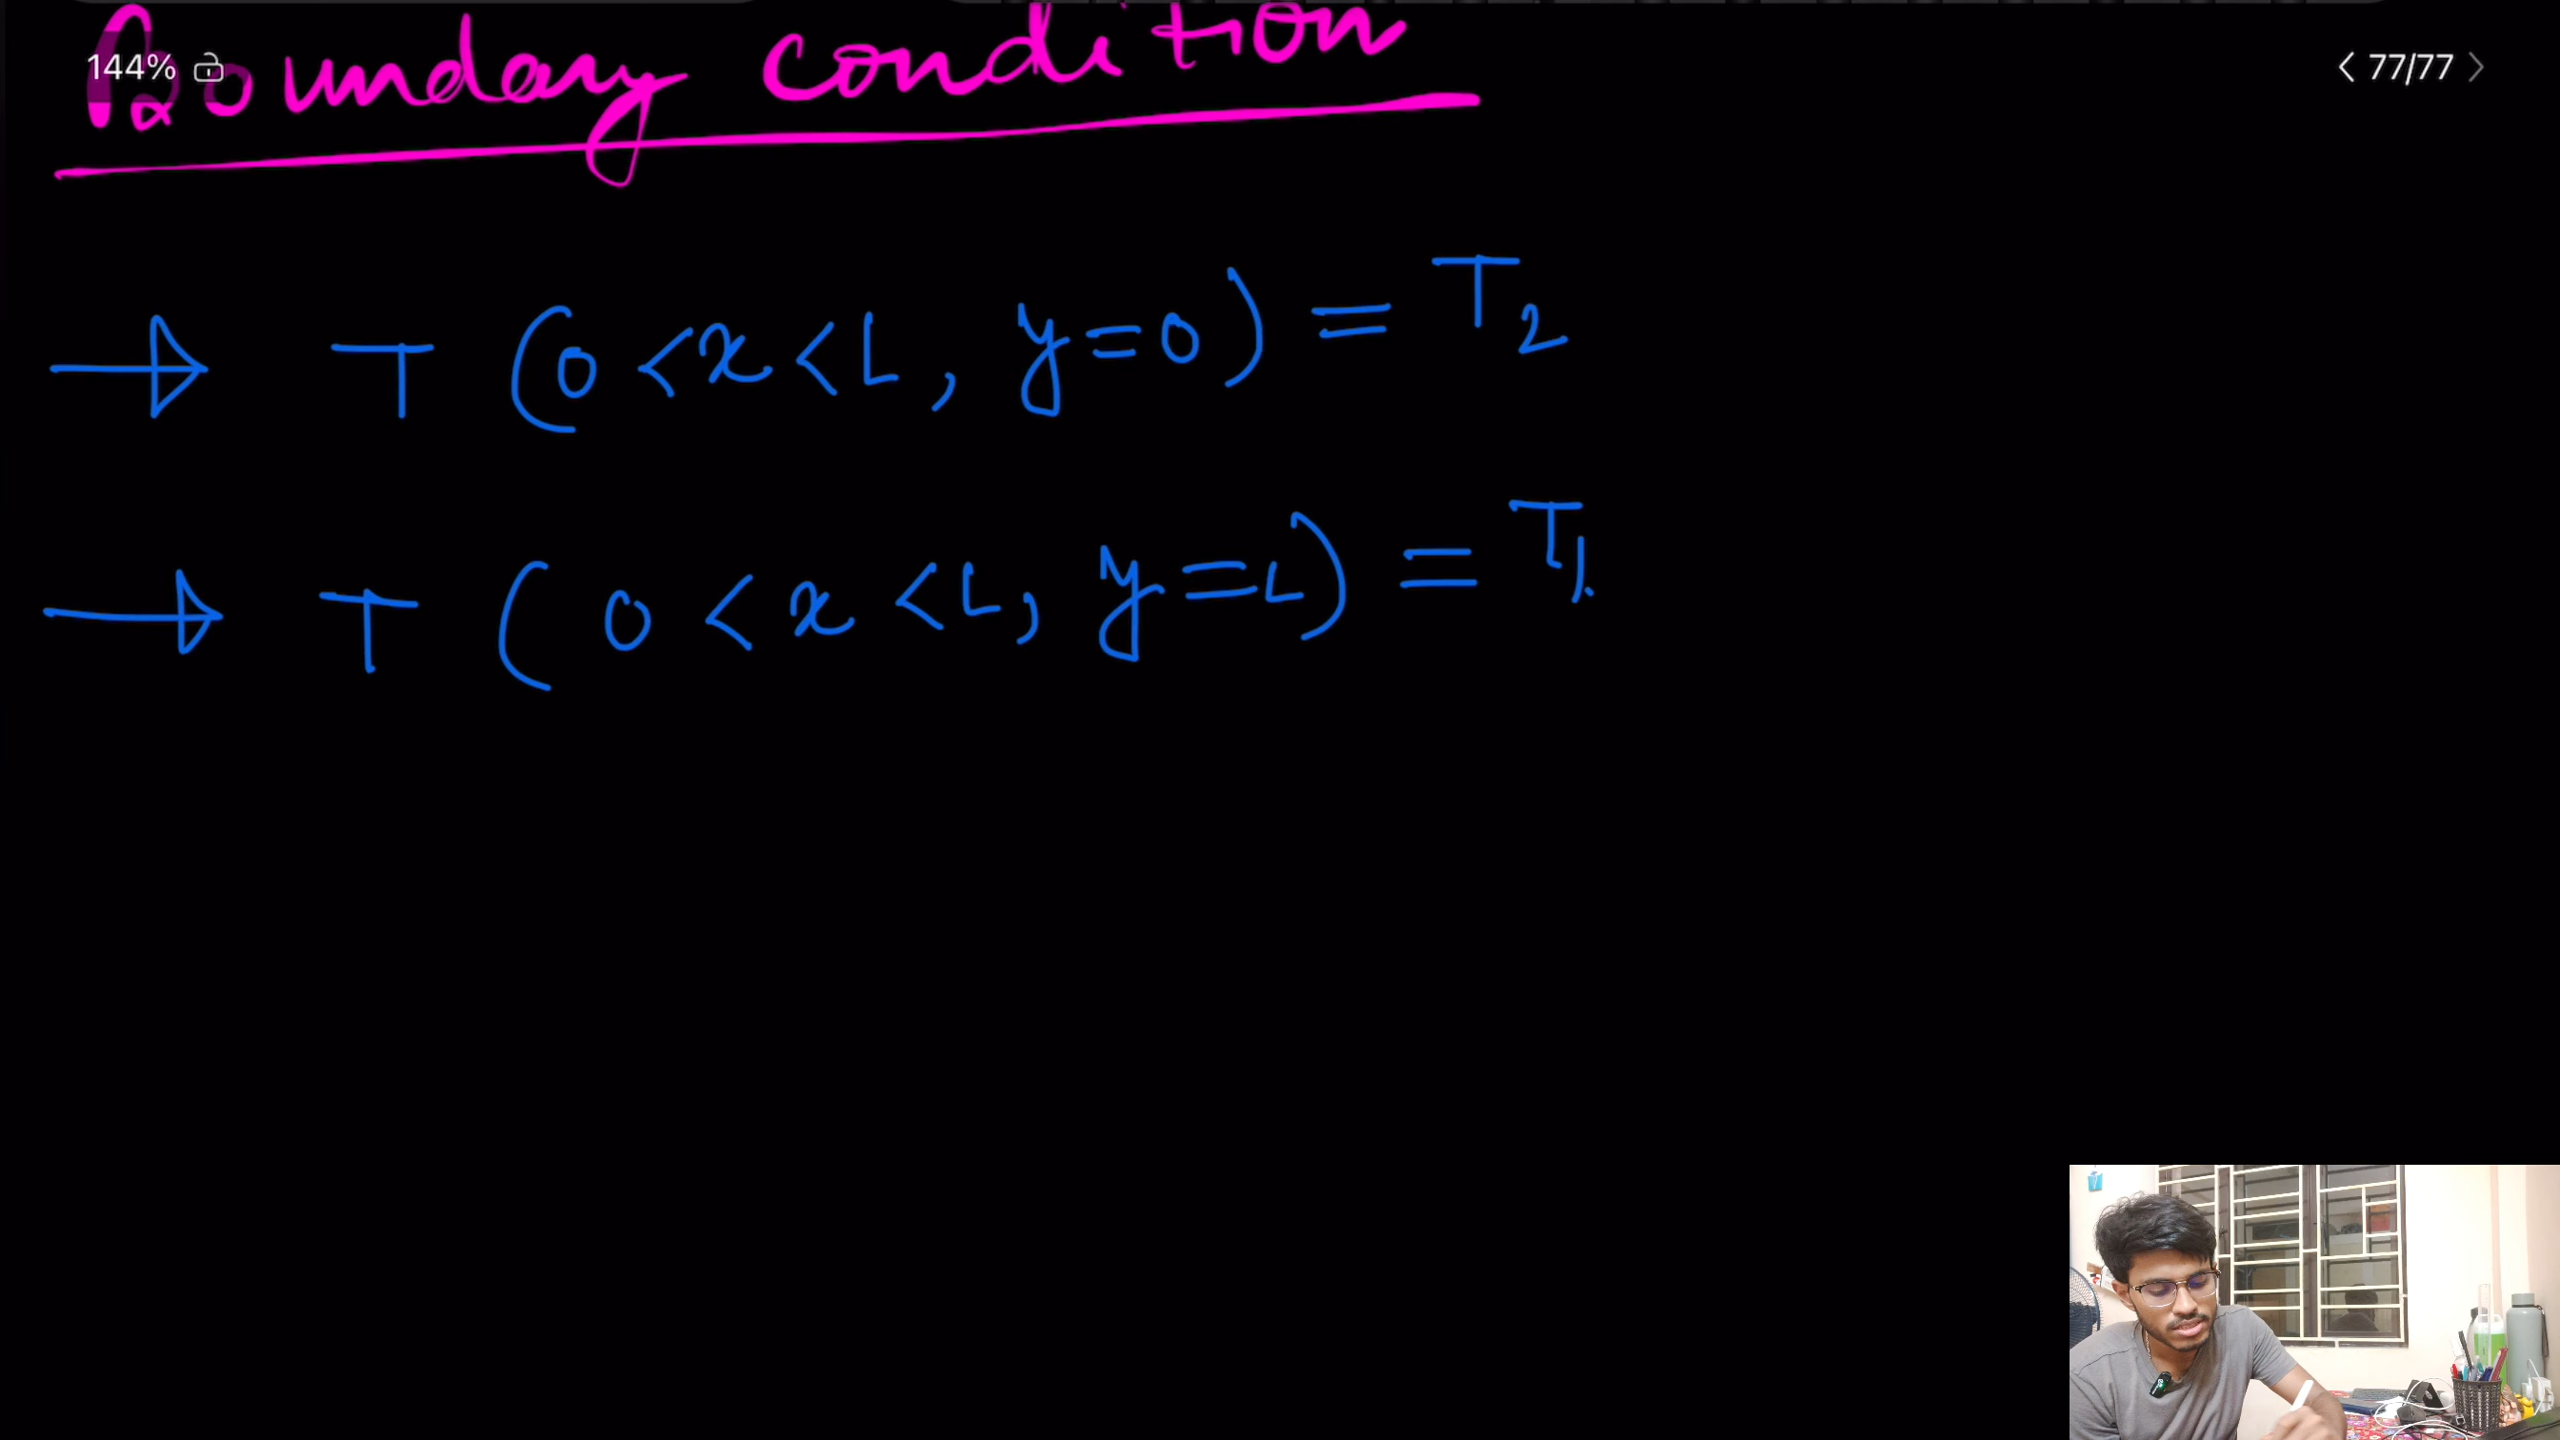 Boundary condition
144%
77/77
→ T (0 < x < L, y = 0) = T₂
→ T (0 < x < L, y = L) = T₁.